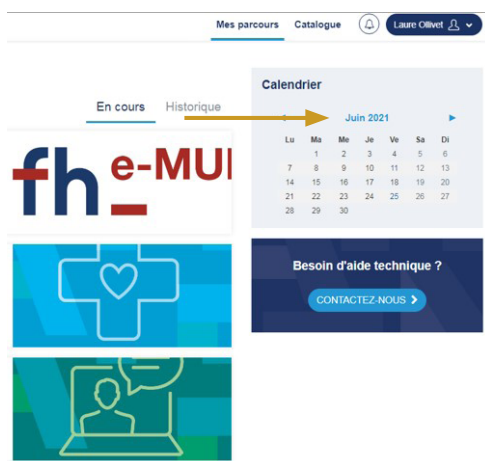 Mes parcours Catalogue Laure Ollivet
Calendrier
En cours Historique
Juin 2021
Lu Ma Me Je Ve Sa Di
1 2 3 4 5 6
7 8 9 10 11 12 13
14 15 16 17 18 19 20
21 22 23 24 25 26 27
28 29 30
fh e-MU
Besoin d'aide technique ?
CONTACTEZ-NOUS